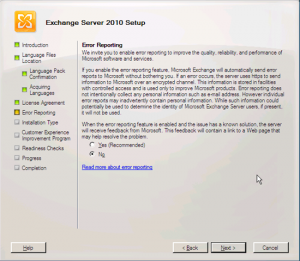 Exchange Server 2010 Setup
Introduction
Language Files
Location
Language Pack
Confirmation
Acquiring
Languages
License Agreement
Error Reporting
Installation Type
Customer Experience
Improvement Program
Readiness Checks
Progress
Completion
Error Reporting
We invite you to enable error reporting to improve the quality, reliability, and performance of
Microsoft software and services.
If you enable the error reporting feature, Microsoft Exchange will automatically send error
reports to Microsoft without bothering you. If an error occurs, the server uses https to send
information to Microsoft over an encrypted channel. This information is stored in facilities
with controlled access and is used only to improve Microsoft products. Error reporting does
not intentionally collect any personal information such as e-mail address. However individual
error reports may inadvertently contain personal information. While such information could
potentially be used to determine the identity of Microsoft Exchange Server users, if present,
it will not be used.
When the error reporting feature is enabled and the issue has a known solution, the server
will receive feedback from Microsoft. This feedback will contain a link to a Web page that
may help resolve the problem.
Yes (Recommended)
No
Read more about error reporting
Help
< Back
Next >
Cancel